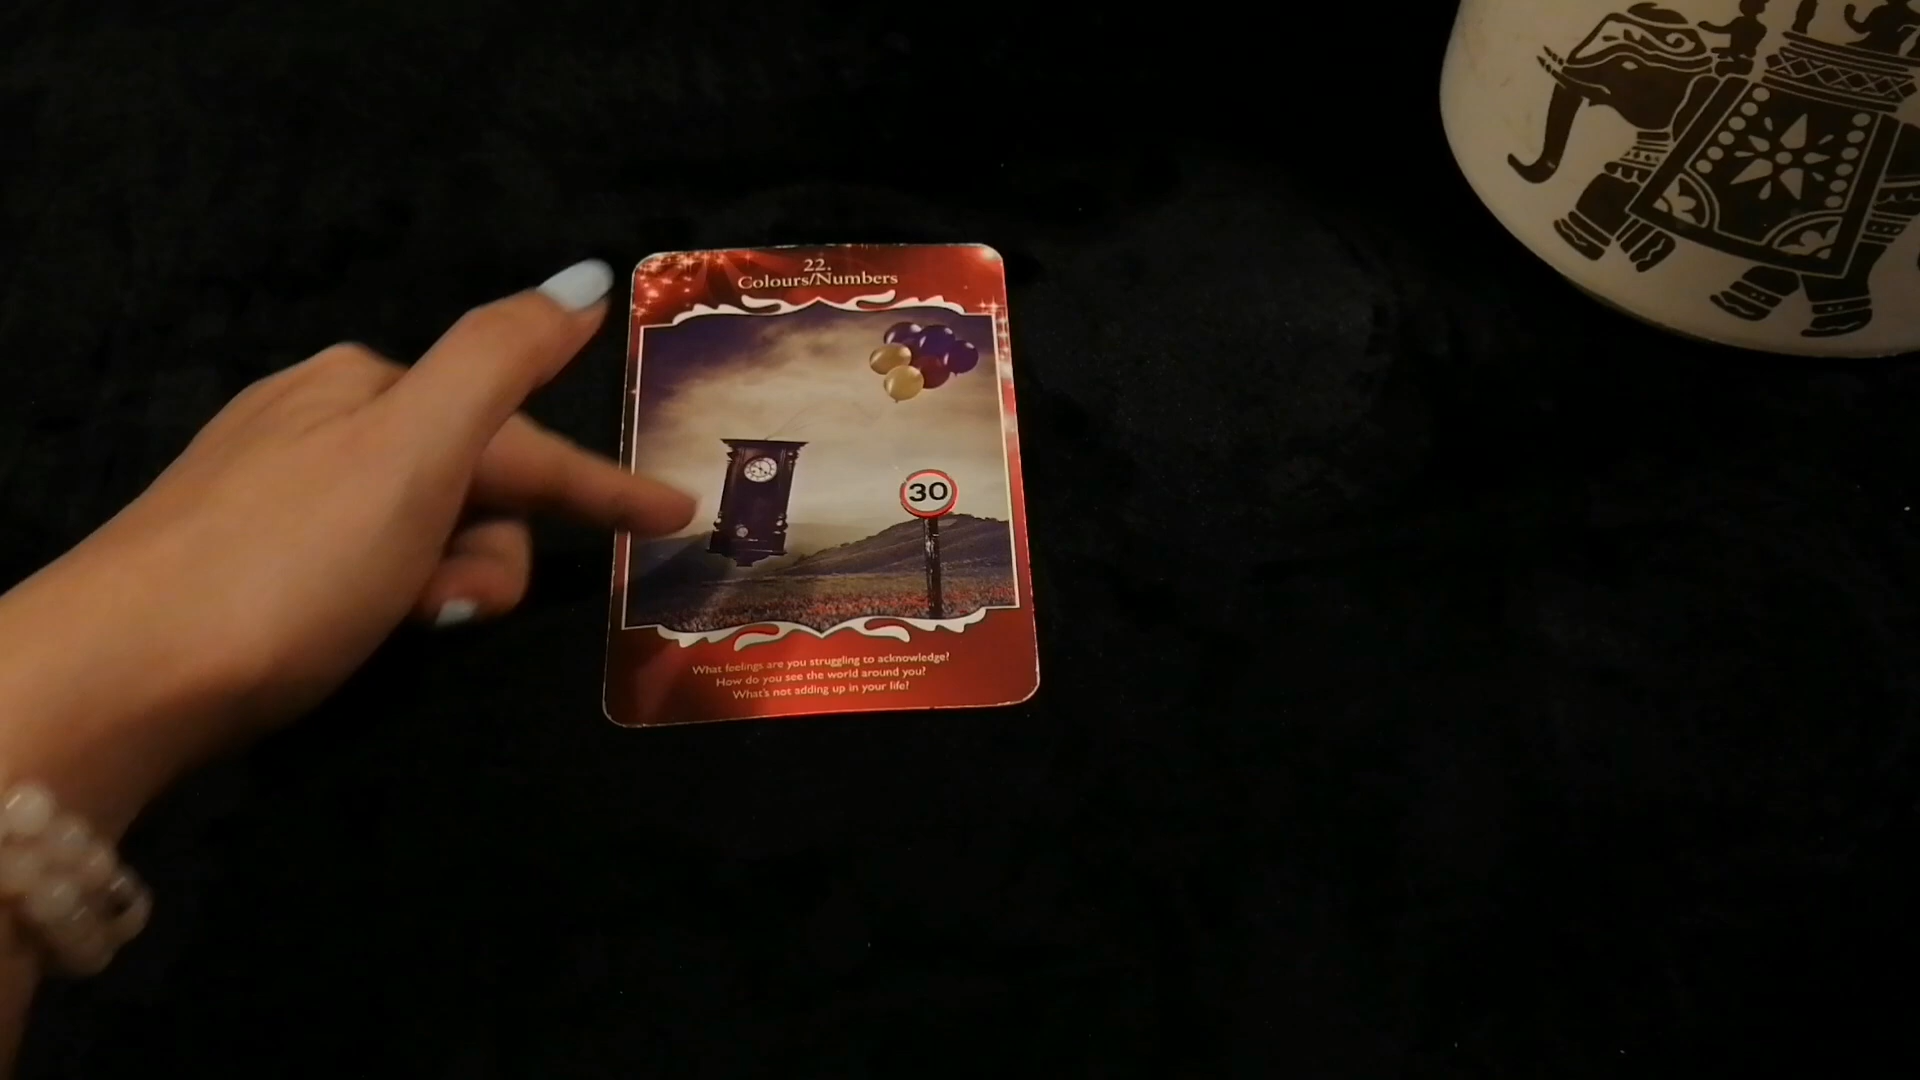 22.
Colours/Numbers
30
What feelings are you struggling to acknowledge?
How do you see the world around you?
What's not adding up in your life?